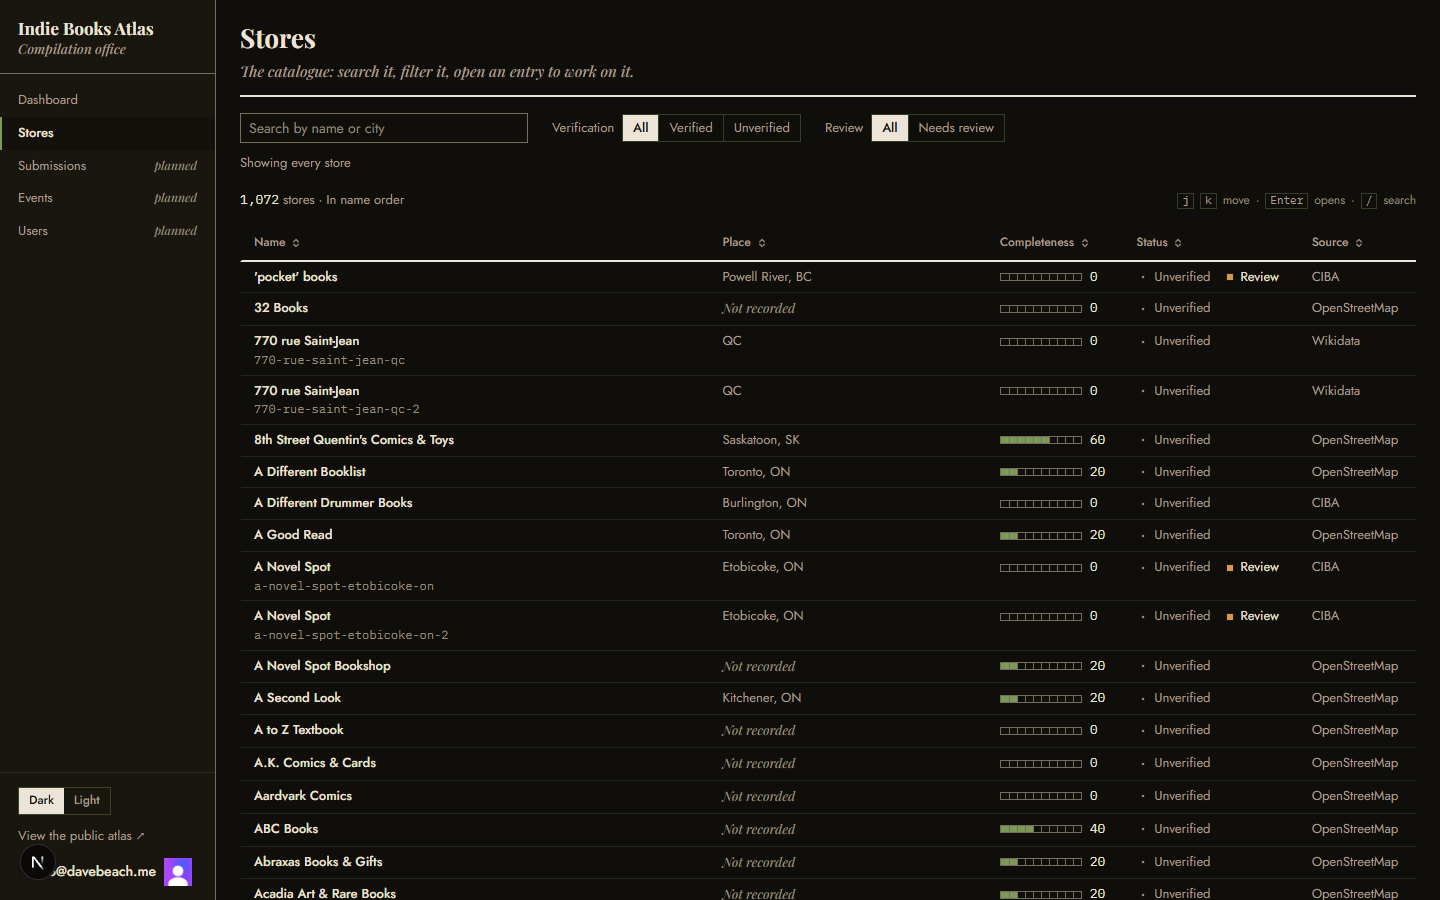 Indie Books Atlas
Compilation office
Dashboard
Stores
Submissions planned
Events planned
Users planned
Dark Light
View the public atlas ↗
N
@davebeach.me
Stores
The catalogue: search it, filter it, open an entry to work on it.
Search by name or city Verification All Verified Unverified Review All Needs review
Showing every store
1,072 stores · In name order j k move · Enter opens · / search
Name Place Completeness Status Source
'pocket' books Powell River, BC 0 · Unverified Review CIBA
32 Books Not recorded 0 · Unverified OpenStreetMap
770 rue Saint-Jean QC 0 · Unverified Wikidata
770-rue-saint-jean-qc
770 rue Saint-Jean QC 0 · Unverified Wikidata
770-rue-saint-jean-qc-2
8th Street Quentin's Comics & Toys Saskatoon, SK 60 · Unverified OpenStreetMap
A Different Booklist Toronto, ON 20 · Unverified OpenStreetMap
A Different Drummer Books Burlington, ON 0 · Unverified CIBA
A Good Read Toronto, ON 20 · Unverified OpenStreetMap
A Novel Spot Etobicoke, ON 0 · Unverified Review CIBA
a-novel-spot-etobicoke-on
A Novel Spot Etobicoke, ON 0 · Unverified Review CIBA
a-novel-spot-etobicoke-on-2
A Novel Spot Bookshop Not recorded 20 · Unverified OpenStreetMap
A Second Look Kitchener, ON 20 · Unverified OpenStreetMap
A to Z Textbook Not recorded 0 · Unverified OpenStreetMap
A.K. Comics & Cards Not recorded 0 · Unverified OpenStreetMap
Aardvark Comics Not recorded 0 · Unverified OpenStreetMap
ABC Books Not recorded 40 · Unverified OpenStreetMap
Abraxas Books & Gifts Not recorded 20 · Unverified OpenStreetMap
Acadia Art & Rare Books Not recorded 20 · Unverified OpenStreetMap